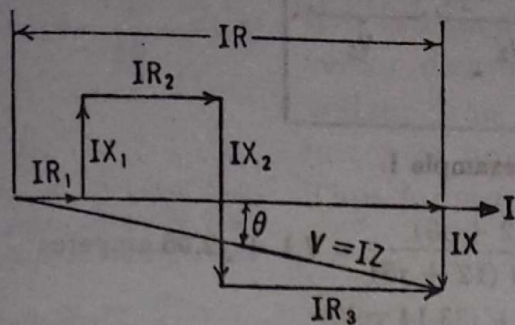 IR
IR₂
IX₁
IX₂
IR₁
I
θ
V = IZ
IX
IR₃